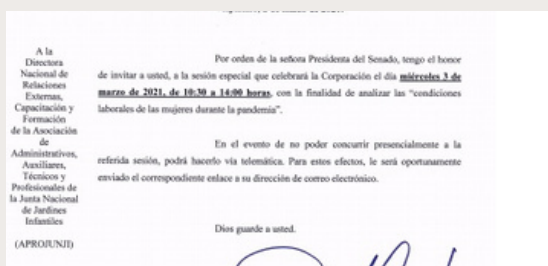 A la
Directora
Nacional de
Relaciones
Externas,
Capacitación y
Formación
de la Asociación
de
Administrativos,
Auxiliares,
Técnicos y
Profesionales de
la Junta Nacional
de Jardines
Infantiles
(APROJUNJI)
Por orden de la señora Presidenta del Senado, tengo el honor
de invitar a usted, a la sesión especial que celebrará la Corporación el día miércoles 3 de
marzo de 2021, de 10:30 a 14:00 horas, con la finalidad de analizar las “condiciones
laborales de las mujeres durante la pandemia”.
En el evento de no poder concurrir presencialmente a la
referida sesión, podrá hacerlo vía telemática. Para estos efectos, le será oportunamente
enviado el correspondiente enlace a su dirección de correo electrónico.
Dios guarde a usted.